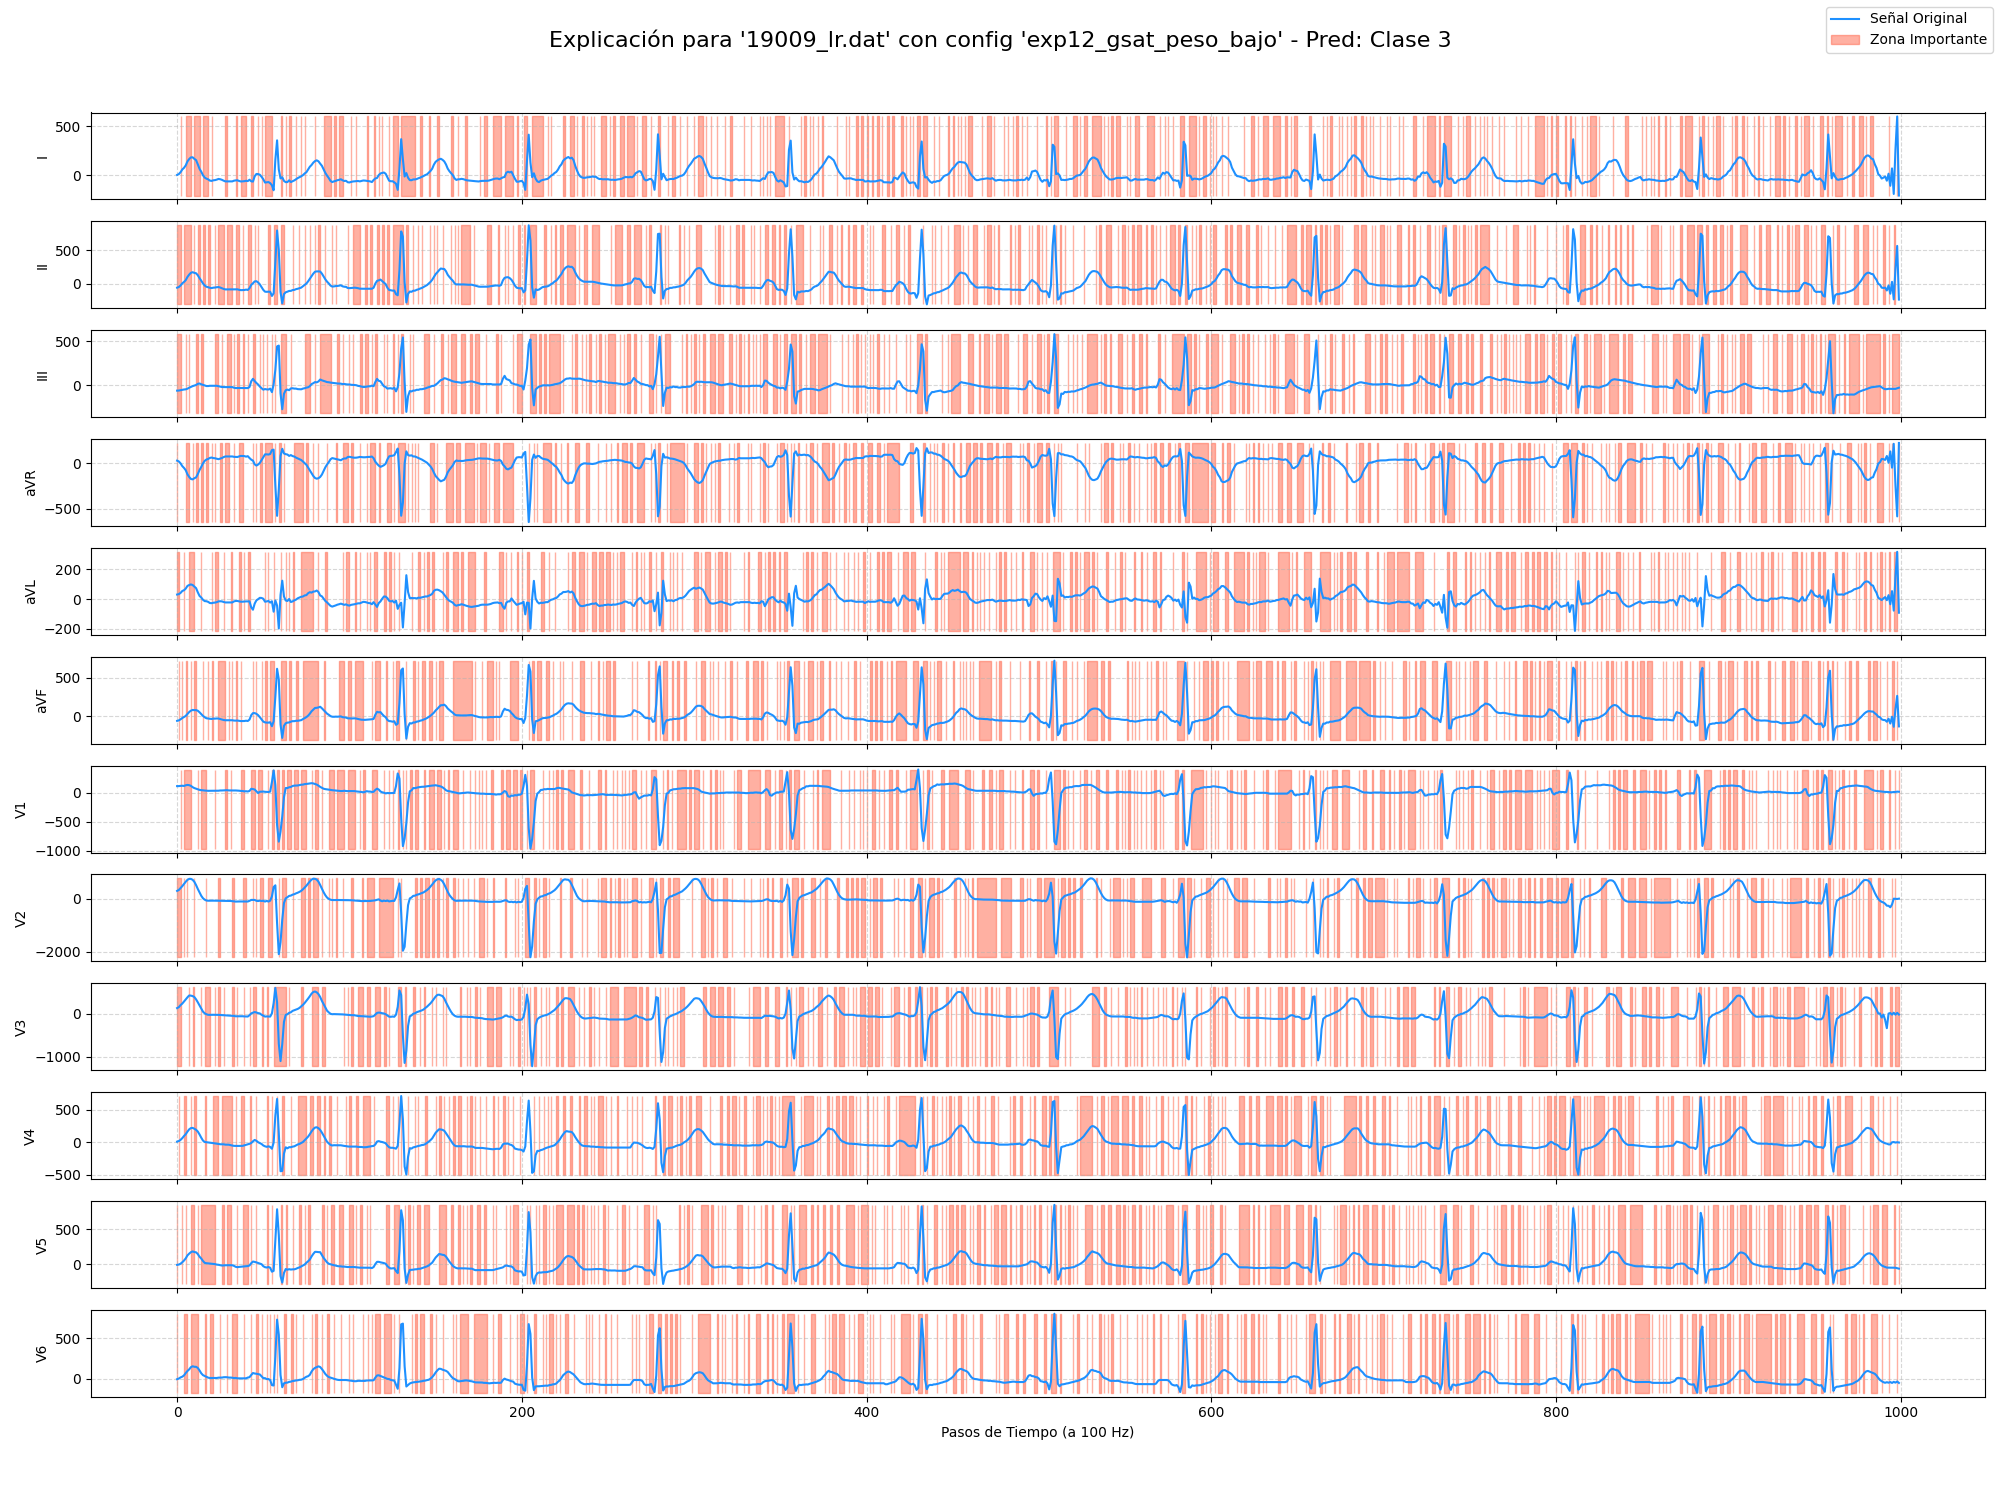 Explicación para '19009_lr.dat' con config 'exp12_gsat_peso_bajo' - Pred: Clase 3
Señal Original
Zona Importante
I
500
0
II
500
0
III
500
0
aVR
0
−500
aVL
200
0
−200
aVF
500
0
V1
0
−500
−1000
V2
0
−2000
V3
0
−1000
V4
500
0
−500
V5
500
0
V6
500
0
0 200 400 600 800 1000
Pasos de Tiempo (a 100 Hz)